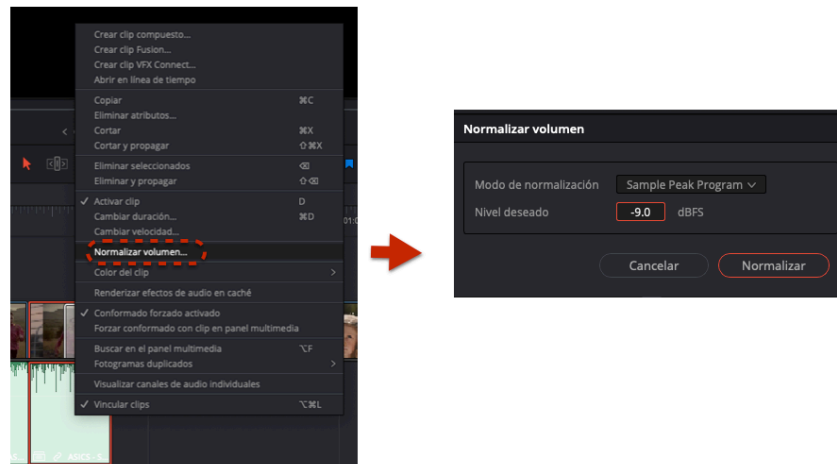 Crear clip compuesto...
Crear clip Fusion...
Crear clip VFX Connect...
Abrir en línea de tiempo
Copiar ⌘C
Eliminar atributos...
Cortar ⌘X
Cortar y propagar ⇧⌘X
Eliminar seleccionados ⌫
Eliminar y propagar ⇧⌫
✓ Activar clip D
Cambiar duración... ⌘D
Cambiar velocidad...
Normalizar volumen...
Color del clip >
Renderizar efectos de audio en caché
✓ Conformado forzado activado
Forzar conformado con clip en panel multimedia
Buscar en el panel multimedia ⌥F
Fotogramas duplicados >
Visualizar canales de audio individuales
✓ Vincular clips ⌥⌘L
Normalizar volumen
Modo de normalización Sample Peak Program
Nivel deseado -9.0 dBFS
Cancelar Normalizar